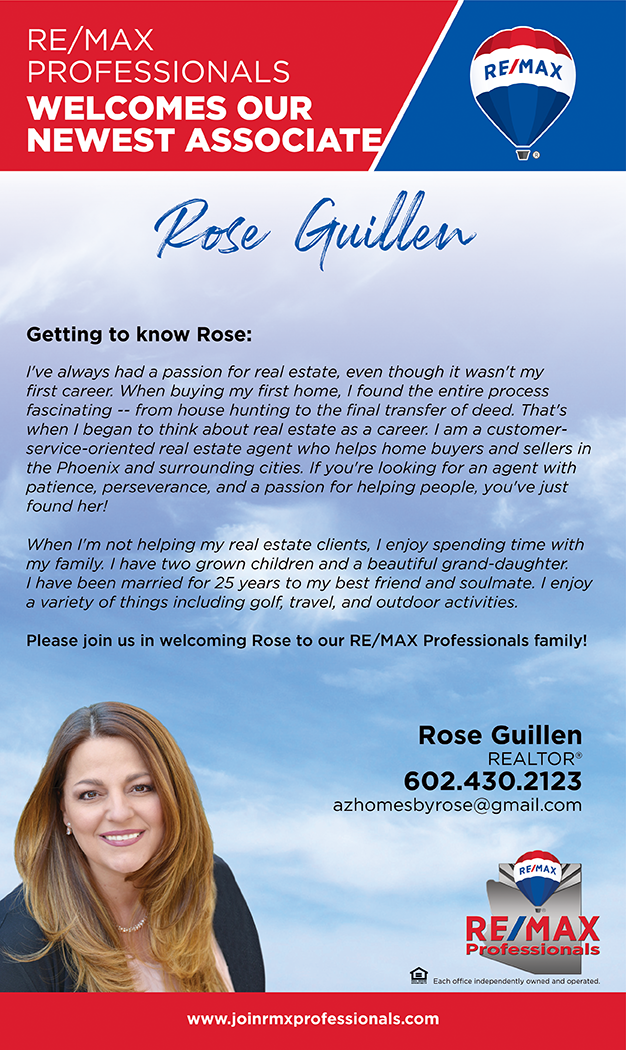 RE/MAX
PROFESSIONALS
WELCOMES OUR
NEWEST ASSOCIATE
RE/MAX
®
Rose Guillen
Getting to know Rose:
I've always had a passion for real estate, even though it wasn't my
first career. When buying my first home, I found the entire process
fascinating -- from house hunting to the final transfer of deed. That's
when I began to think about real estate as a career. I am a customer-
service-oriented real estate agent who helps home buyers and sellers in
the Phoenix and surrounding cities. If you're looking for an agent with
patience, perseverance, and a passion for helping people, you've just
found her!
When I'm not helping my real estate clients, I enjoy spending time with
my family. I have two grown children and a beautiful grand-daughter.
I have been married for 25 years to my best friend and soulmate. I enjoy
a variety of things including golf, travel, and outdoor activities.
Please join us in welcoming Rose to our RE/MAX Professionals family!
Rose Guillen
REALTOR®
602.430.2123
azhomesbyrose@gmail.com
RE/MAX
RE/MAX
Professionals
Each office independently owned and operated.
www.joinrmxprofessionals.com